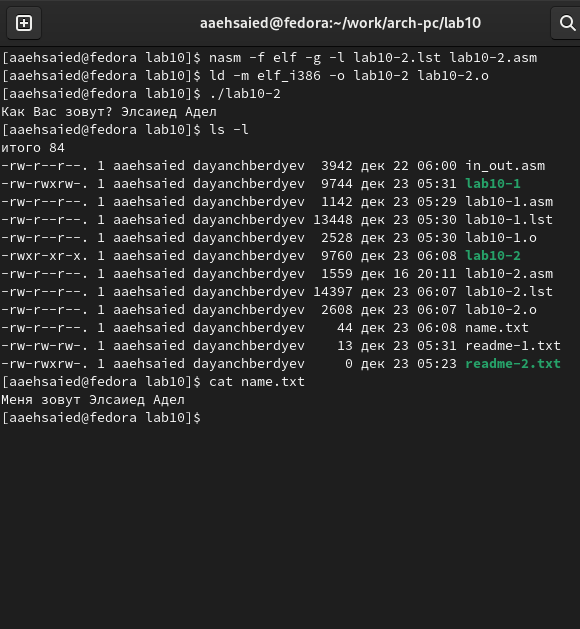 aaehsaied@fedora:~/work/arch-pc/lab10
[aaehsaied@fedora lab10]$ nasm -f elf -g -l lab10-2.lst lab10-2.asm
[aaehsaied@fedora lab10]$ ld -m elf_i386 -o lab10-2 lab10-2.o
[aaehsaied@fedora lab10]$ ./lab10-2
Как Вас зовут? Элсаиед Адел
[aaehsaied@fedora lab10]$ ls -l
итого 84
-rw-r--r--. 1 aaehsaied dayanchberdyev  3942 дек 22 06:00 in_out.asm
-rw-rwxrw-. 1 aaehsaied dayanchberdyev  9744 дек 23 05:31 lab10-1
-rw-r--r--. 1 aaehsaied dayanchberdyev  1142 дек 23 05:29 lab10-1.asm
-rw-r--r--. 1 aaehsaied dayanchberdyev 13448 дек 23 05:30 lab10-1.lst
-rw-r--r--. 1 aaehsaied dayanchberdyev  2528 дек 23 05:30 lab10-1.o
-rwxr-xr-x. 1 aaehsaied dayanchberdyev  9760 дек 23 06:08 lab10-2
-rw-r--r--. 1 aaehsaied dayanchberdyev  1559 дек 16 20:11 lab10-2.asm
-rw-r--r--. 1 aaehsaied dayanchberdyev 14397 дек 23 06:07 lab10-2.lst
-rw-r--r--. 1 aaehsaied dayanchberdyev  2608 дек 23 06:07 lab10-2.o
-rw-r--r--. 1 aaehsaied dayanchberdyev    44 дек 23 06:08 name.txt
-rw-rw-rw-. 1 aaehsaied dayanchberdyev    13 дек 23 05:31 readme-1.txt
-rw-rwxrw-. 1 aaehsaied dayanchberdyev     0 дек 23 05:23 readme-2.txt
[aaehsaied@fedora lab10]$ cat name.txt
Меня зовут Элсаиед Адел
[aaehsaied@fedora lab10]$